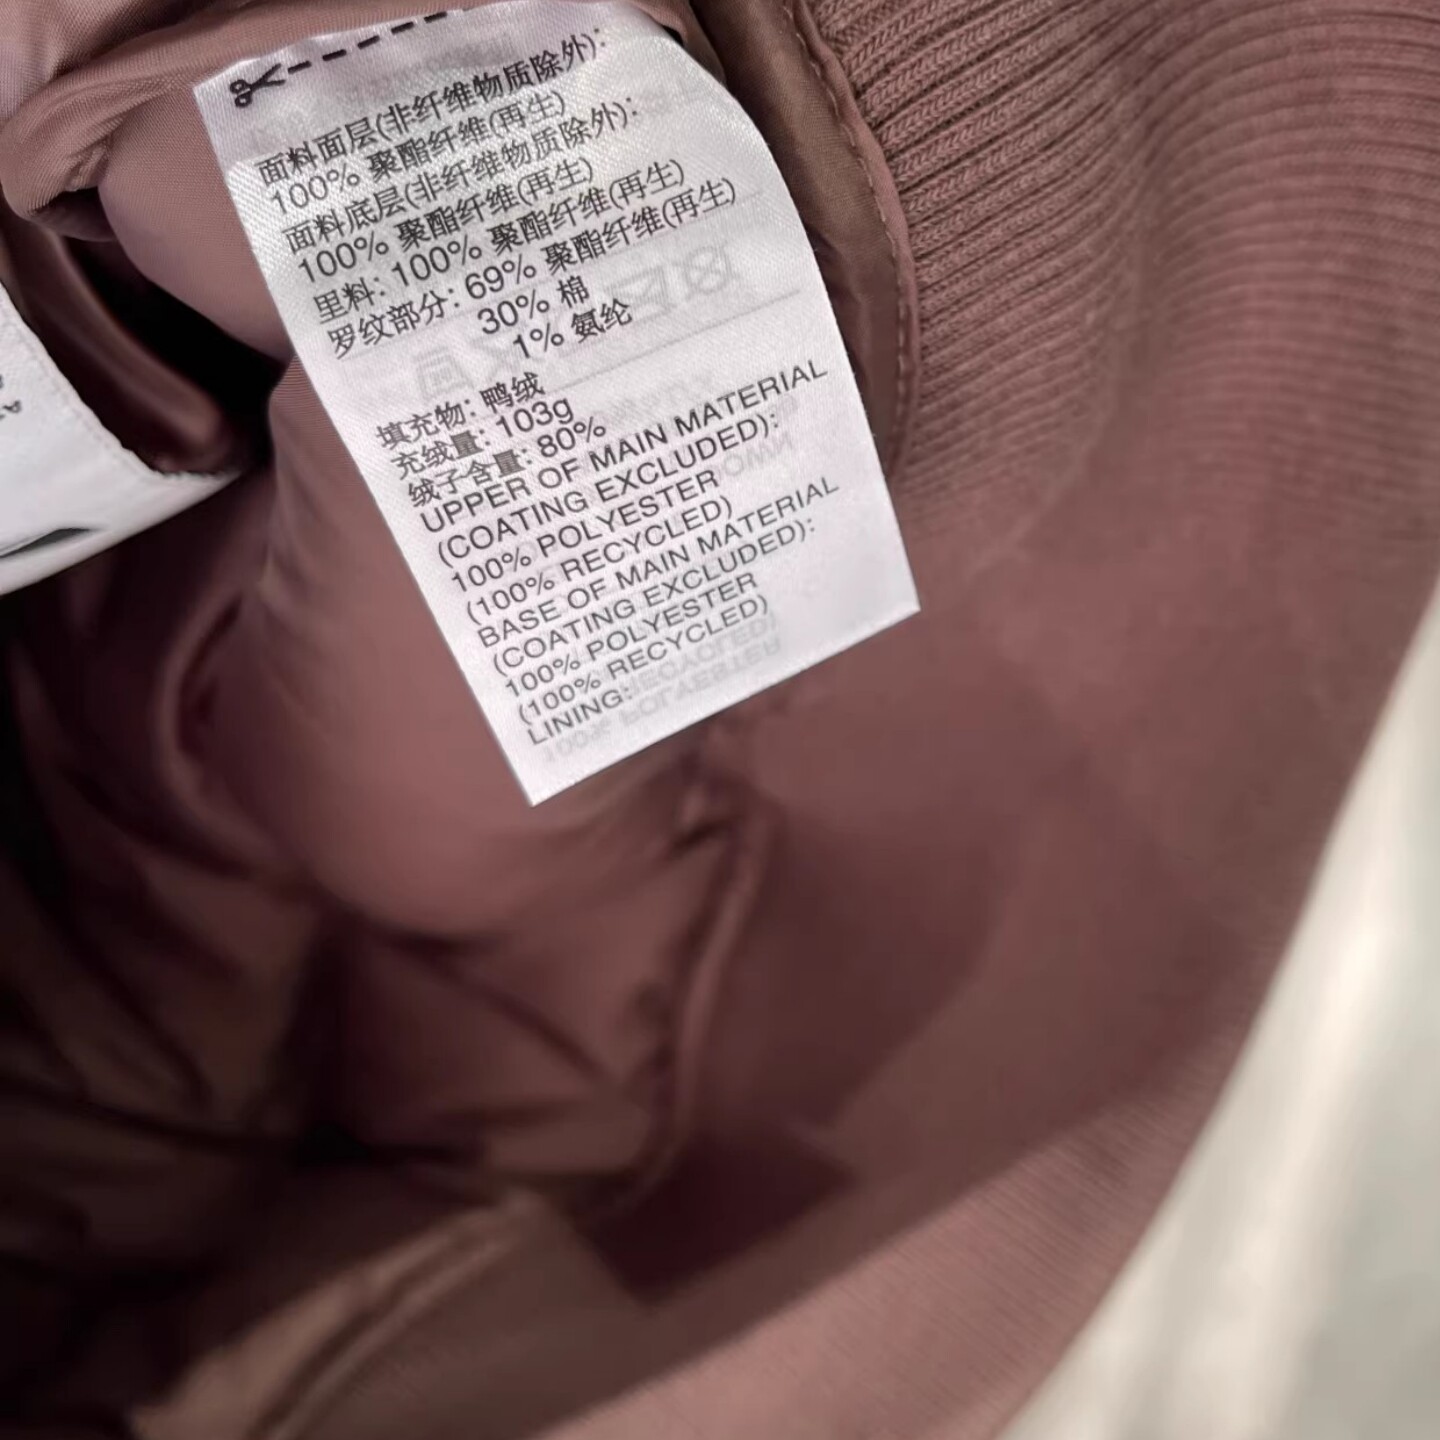 面料面层(非纤维物质除外):
100% 聚酯纤维(再生)
面料底层(非纤维物质除外):
100% 聚酯纤维(再生)
里料: 100% 聚酯纤维(再生)
罗纹部分: 69% 聚酯纤维(再生)
30% 棉
1% 氨纶
填充物: 鸭绒
充绒量: 103g
绒子含量: 80%
UPPER OF MAIN MATERIAL
(COATING EXCLUDED):
100% POLYESTER
(100% RECYCLED)
BASE OF MAIN MATERIAL
(COATING EXCLUDED):
100% POLYESTER
(100% RECYCLED)
LINING: